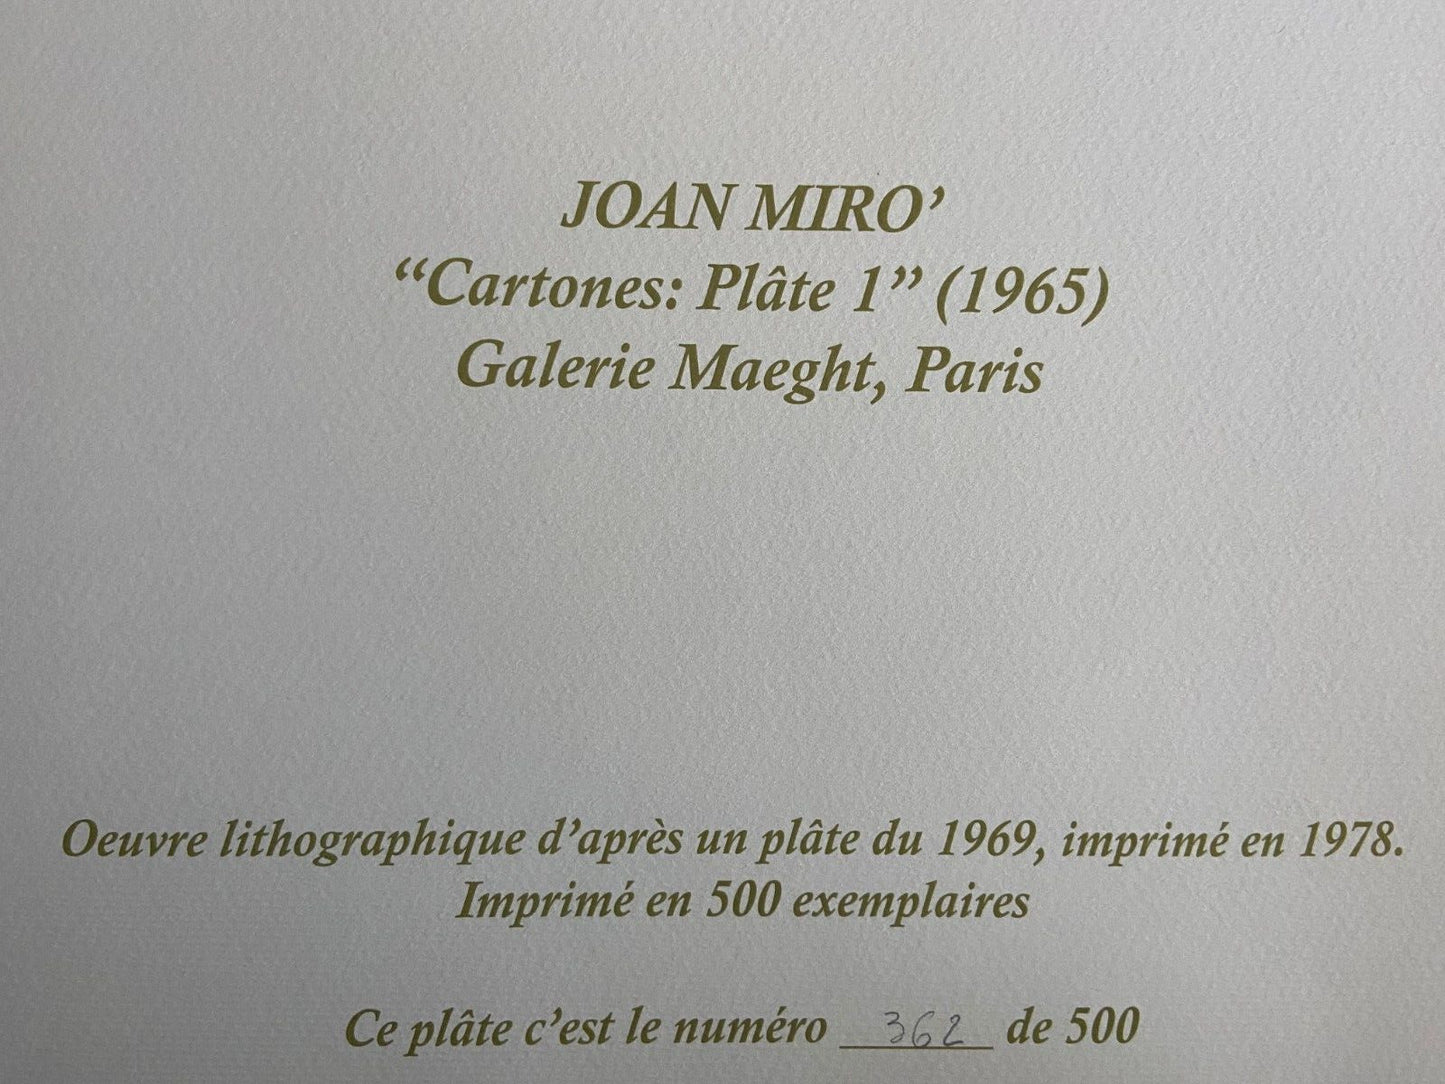 JOAN MIRO’
“Cartones: Plâte 1” (1965)
Galerie Maeght, Paris
Oeuvre lithographique d’après un plâte du 1969, imprimé en 1978.
Imprimé en 500 exemplaires
Ce plâte c’est le numéro 362 de 500